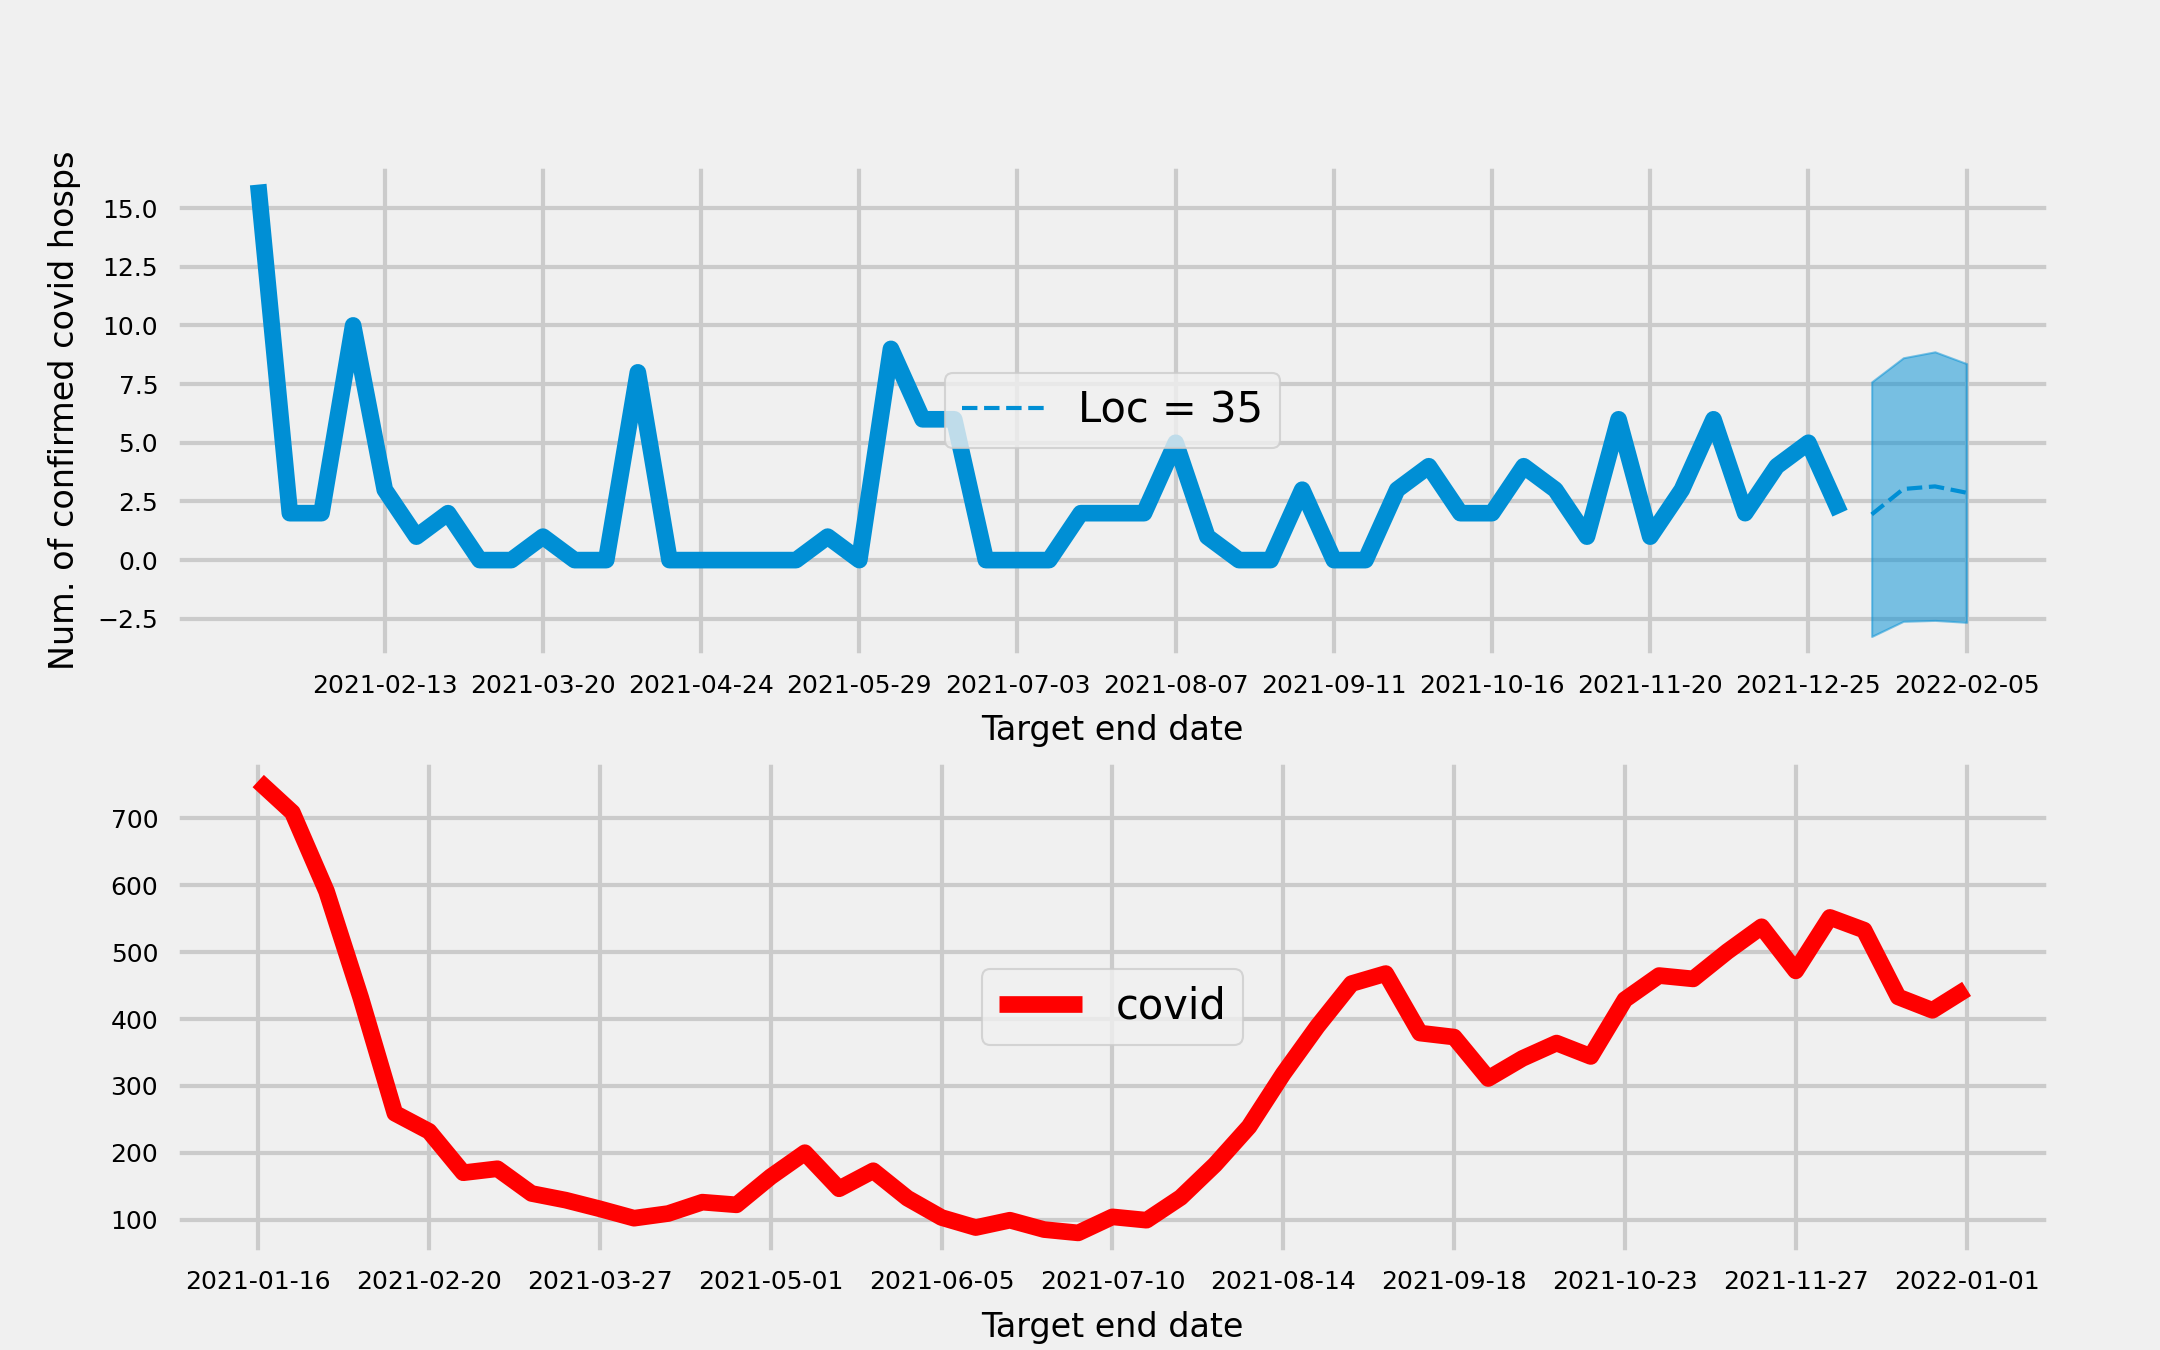 Num. of confirmed covid hosps
15.0
12.5
10.0
7.5
5.0
2.5
0.0
−2.5
Loc = 35
2021-02-13 2021-03-20 2021-04-24 2021-05-29 2021-07-03 2021-08-07 2021-09-11 2021-10-16 2021-11-20 2021-12-25 2022-02-05
Target end date
700
600
500
400
300
200
100
covid
2021-01-16 2021-02-20 2021-03-27 2021-05-01 2021-06-05 2021-07-10 2021-08-14 2021-09-18 2021-10-23 2021-11-27 2022-01-01
Target end date